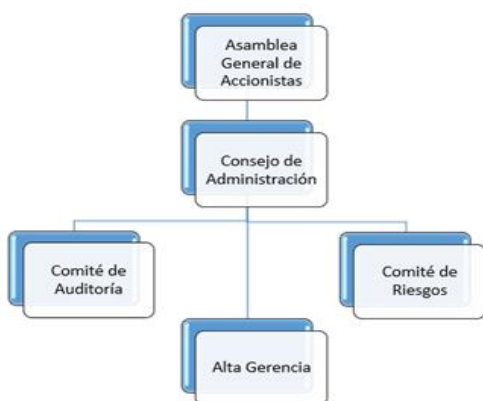 Asamblea
General de
Accionistas
Consejo de
Administración
Comité de
Auditoría
Comité de
Riesgos
Alta Gerencia